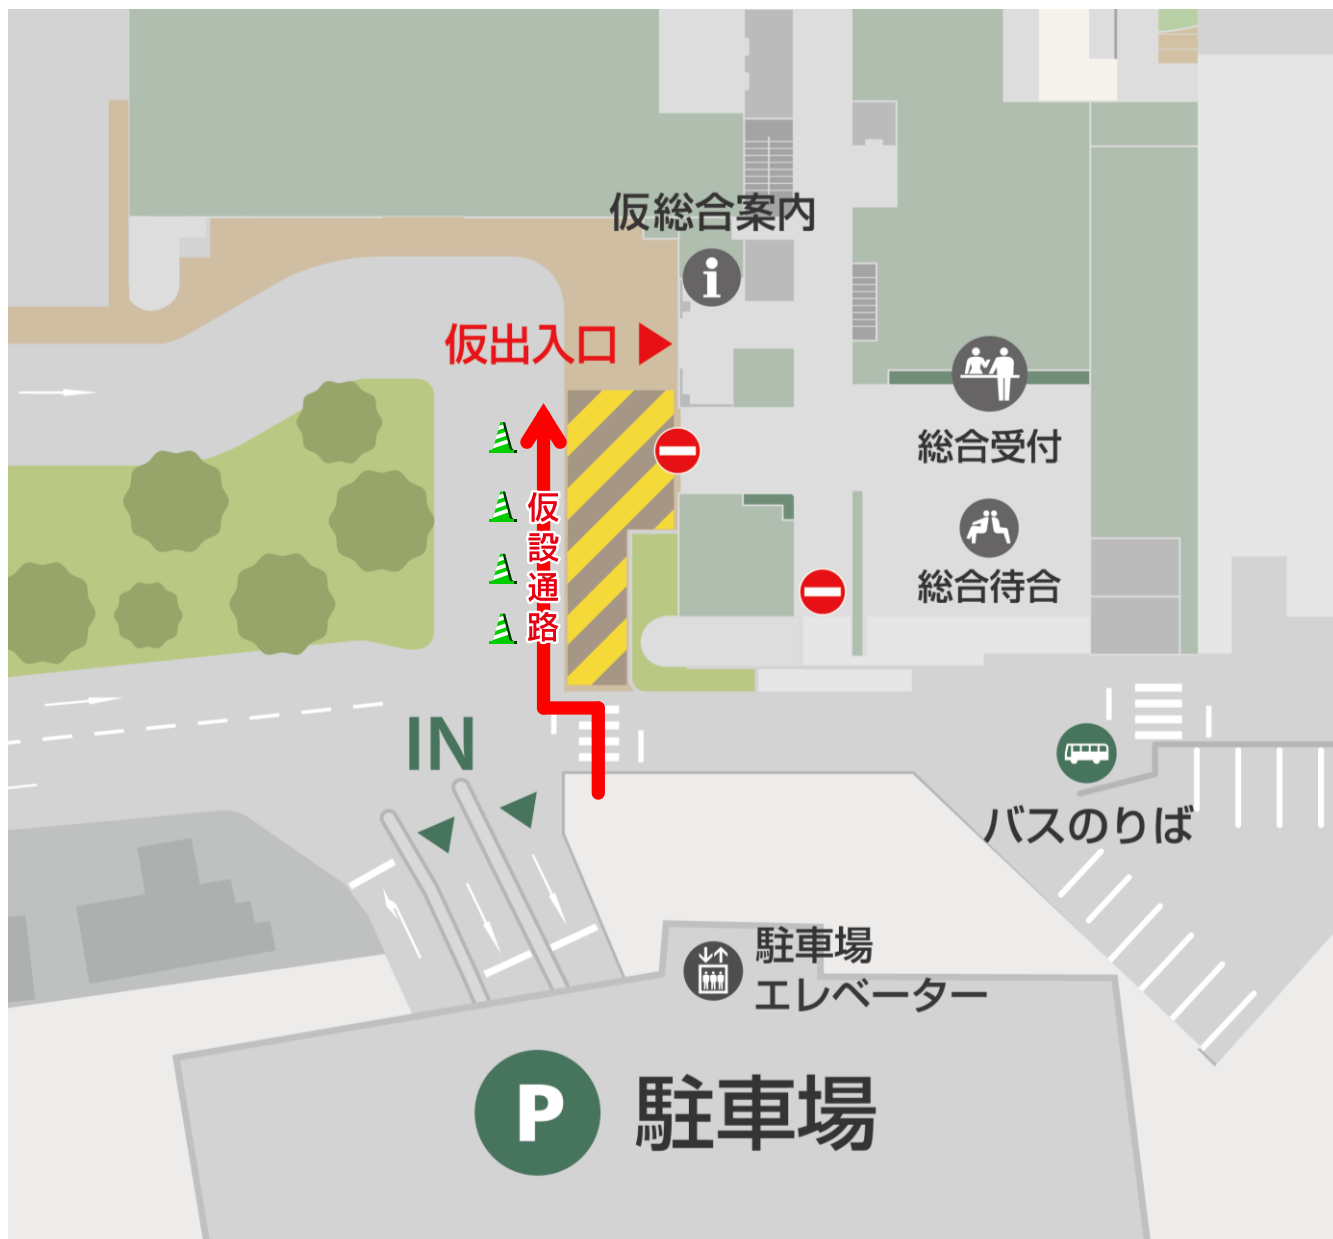 仮総合案内
仮出入口
総合受付
仮設通路
総合待合
IN
バスのりば
駐車場
エレベーター
P
駐車場